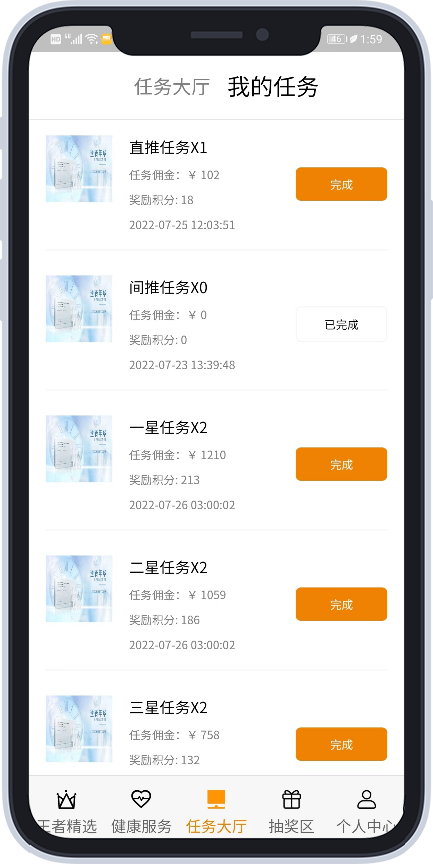 46 1:59
任务大厅 我的任务
直推任务X1
任务佣金：￥ 102
奖励积分: 18
2022-07-25 12:03:51
完成
间推任务X0
任务佣金：￥ 0
奖励积分: 0
2022-07-23 13:39:48
已完成
一星任务X2
任务佣金：￥ 1210
奖励积分: 213
2022-07-26 03:00:02
完成
二星任务X2
任务佣金：￥ 1059
奖励积分: 186
2022-07-26 03:00:02
完成
三星任务X2
任务佣金：￥ 758
奖励积分: 132
完成
王者精选 健康服务 任务大厅 抽奖区 个人中心